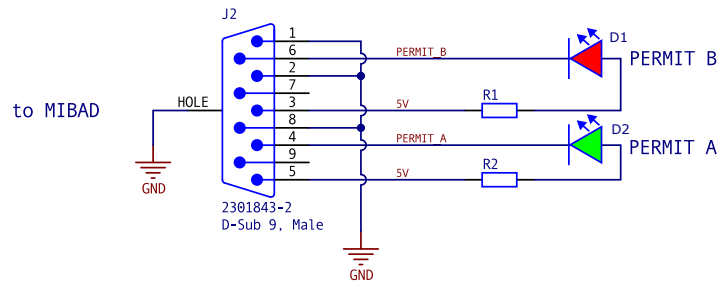 J2
1
6
2
7
3
8
4
9
5
HOLE
to MIBAD
GND
2301843-2
D-Sub 9, Male
GND
PERMIT_B
5V
R1
D1
PERMIT B
PERMIT_A
5V
R2
D2
PERMIT A